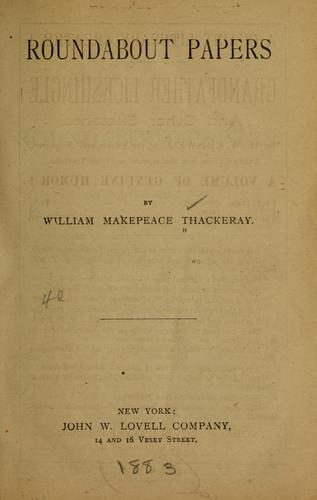 ROUNDABOUT PAPERS
BY
WILLIAM MAKEPEACE THACKERAY.
NEW YORK:
JOHN W. LOVELL COMPANY,
14 AND 16 VESEY STREET.
1883